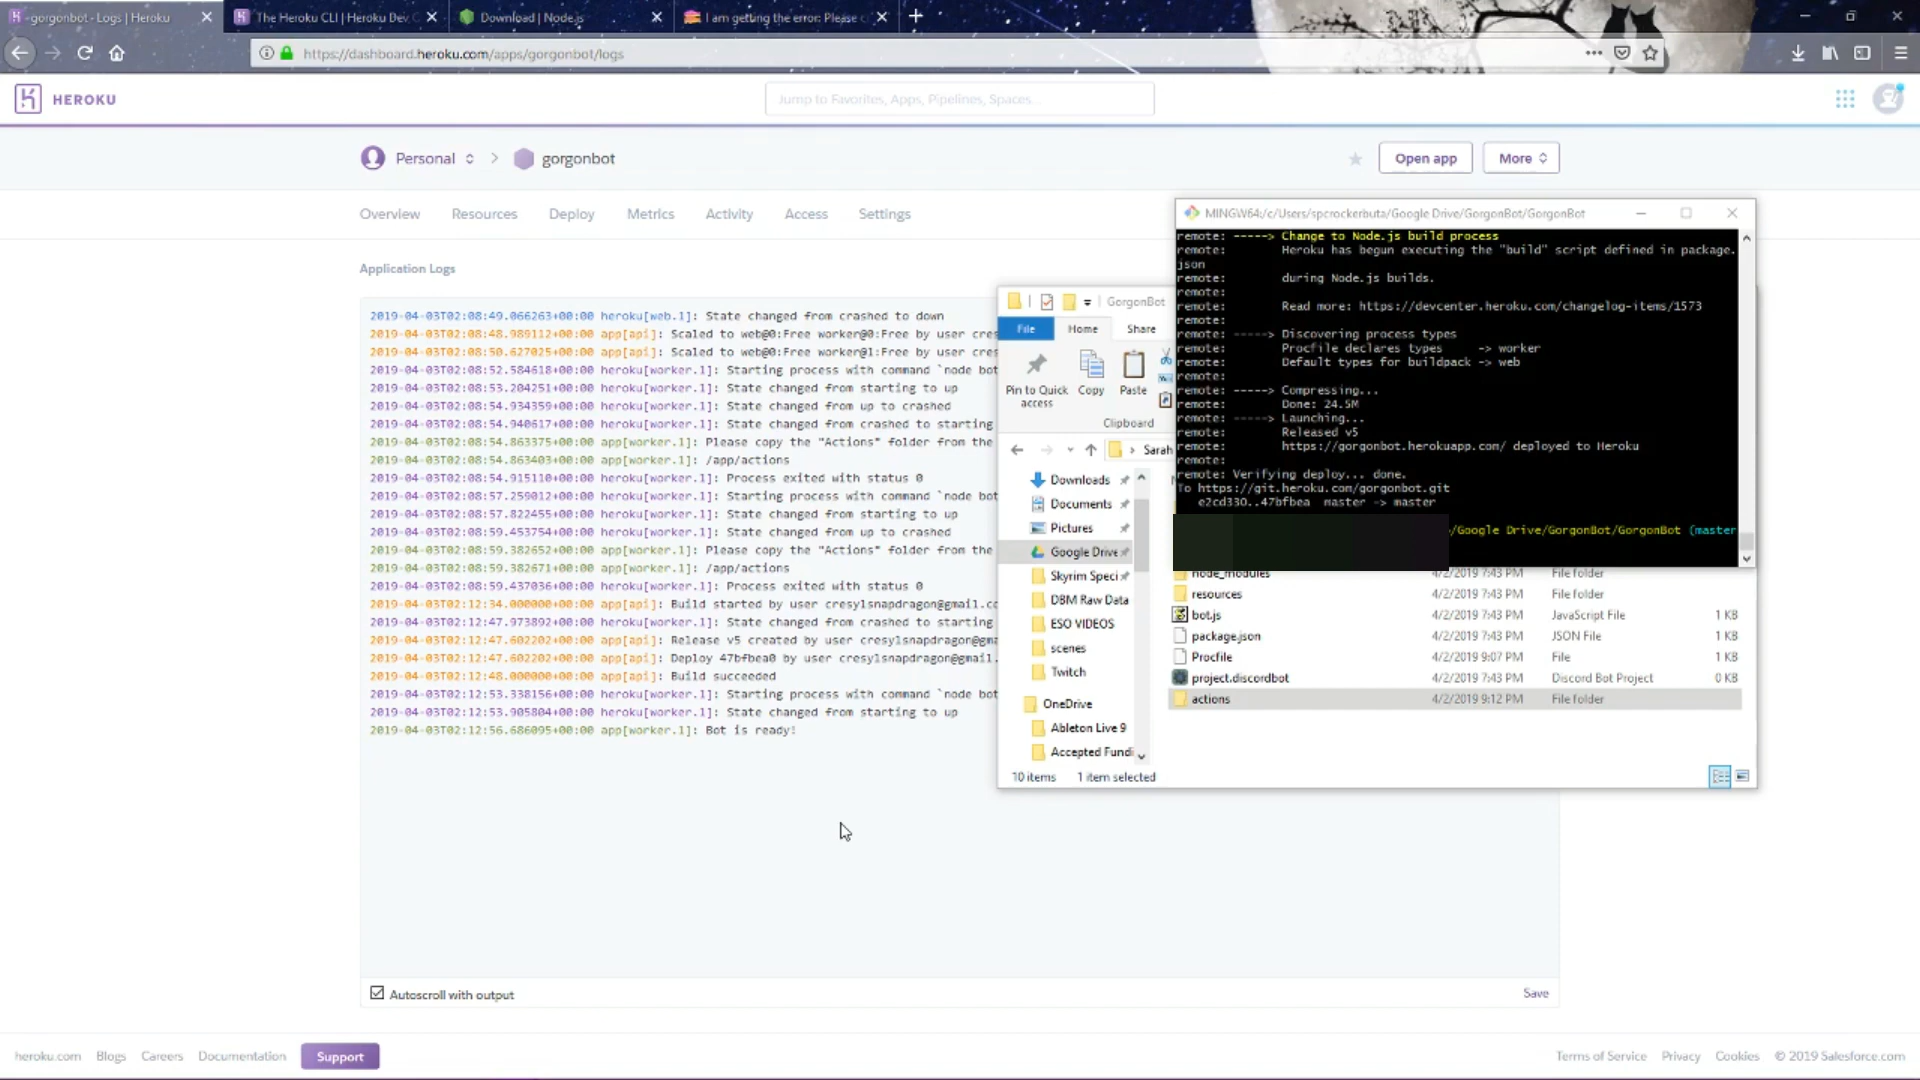 -gorgonbot - Logs | Heroku
The Heroku CLI | Heroku Dev C
Download | Node.js
I am getting the error: Please c
https://dashboard.heroku.com/apps/gorgonbot/logs
HEROKU
Jump to Favorites, Apps, Pipelines, Spaces...
Personal
gorgonbot
Open app
More
Overview
Resources
Deploy
Metrics
Activity
Access
Settings
Application Logs
2019-04-03T02:08:49.066263+00:00 heroku[web.1]: State changed from crashed to down
2019-04-03T02:08:48.989112+00:00 app[api]: Scaled to web@0:Free worker@0:Free by user cres
2019-04-03T02:08:50.627025+00:00 app[api]: Scaled to web@0:Free worker@1:Free by user cres
2019-04-03T02:08:52.584618+00:00 heroku[worker.1]: Starting process with command `node bot
2019-04-03T02:08:53.204251+00:00 heroku[worker.1]: State changed from starting to up
2019-04-03T02:08:54.934359+00:00 heroku[worker.1]: State changed from up to crashed
2019-04-03T02:08:54.940617+00:00 heroku[worker.1]: State changed from crashed to starting
2019-04-03T02:08:54.863375+00:00 app[worker.1]: Please copy the "Actions" folder from the
2019-04-03T02:08:54.863403+00:00 app[worker.1]: /app/actions
2019-04-03T02:08:54.915110+00:00 heroku[worker.1]: Process exited with status 0
2019-04-03T02:08:57.259012+00:00 heroku[worker.1]: Starting process with command `node bot
2019-04-03T02:08:57.822455+00:00 heroku[worker.1]: State changed from starting to up
2019-04-03T02:08:59.453754+00:00 heroku[worker.1]: State changed from up to crashed
2019-04-03T02:08:59.382652+00:00 app[worker.1]: Please copy the "Actions" folder from the
2019-04-03T02:08:59.382671+00:00 app[worker.1]: /app/actions
2019-04-03T02:08:59.437036+00:00 heroku[worker.1]: Process exited with status 0
2019-04-03T02:12:34.000000+00:00 app[api]: Build started by user cresylsnapdragon@gmail.co
2019-04-03T02:12:47.973892+00:00 heroku[worker.1]: State changed from crashed to starting
2019-04-03T02:12:47.602202+00:00 app[api]: Release v5 created by user cresylsnapdragon@gma
2019-04-03T02:12:47.602202+00:00 app[api]: Deploy 47bfbea0 by user cresylsnapdragon@gmail.
2019-04-03T02:12:48.000000+00:00 app[api]: Build succeeded
2019-04-03T02:12:53.338156+00:00 heroku[worker.1]: Starting process with command `node bot
2019-04-03T02:12:53.905804+00:00 heroku[worker.1]: State changed from starting to up
2019-04-03T02:12:56.686095+00:00 app[worker.1]: Bot is ready!
Autoscroll with output
Save
MINGW64:/c/Users/spcrockerbuta/Google Drive/GorgonBot/GorgonBot
remote: -----> Change to Node.js build process
remote: Heroku has begun executing the "build" script defined in package.
json
remote: during Node.js builds.
remote:
remote: Read more: https://devcenter.heroku.com/changelog-items/1573
remote:
remote: -----> Discovering process types
remote: Procfile declares types -> worker
remote: Default types for buildpack -> web
remote:
remote: -----> Compressing...
remote: Done: 24.5M
remote: -----> Launching...
remote: Released v5
remote: https://gorgonbot.herokuapp.com/ deployed to Heroku
remote:
remote: Verifying deploy... done.
To https://git.heroku.com/gorgonbot.git
e2cd330..47bfbea master -> master
/Google Drive/GorgonBot/GorgonBot (master
GorgonBot
File
Home
Share
Pin to Quick access
Copy
Paste
Clipboard
Sarah
Downloads
Documents
Pictures
Google Drive
Skyrim Speci
DBM Raw Data
ESO VIDEOS
scenes
Twitch
OneDrive
Ableton Live 9
Accepted Fundi
node_modules 4/2/2019 7:43 PM File folder
resources 4/2/2019 7:43 PM File folder
bot.js 4/2/2019 7:43 PM JavaScript File 1 KB
package.json 4/2/2019 7:43 PM JSON File 1 KB
Procfile 4/2/2019 9:07 PM File 1 KB
project.discordbot 4/2/2019 7:43 PM Discord Bot Project 0 KB
actions 4/2/2019 9:12 PM File folder
10 items 1 item selected
heroku.com
Blogs
Careers
Documentation
Support
Terms of Service
Privacy
Cookies
© 2019 Salesforce.com